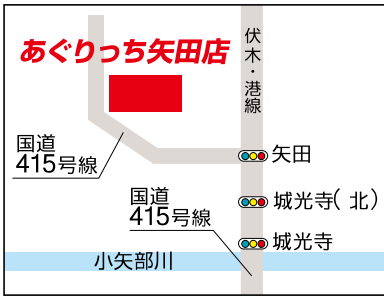 あぐりっち矢田店
伏木・港線
国道
415号線
矢田
国道
415号線
城光寺(北)
城光寺
小矢部川